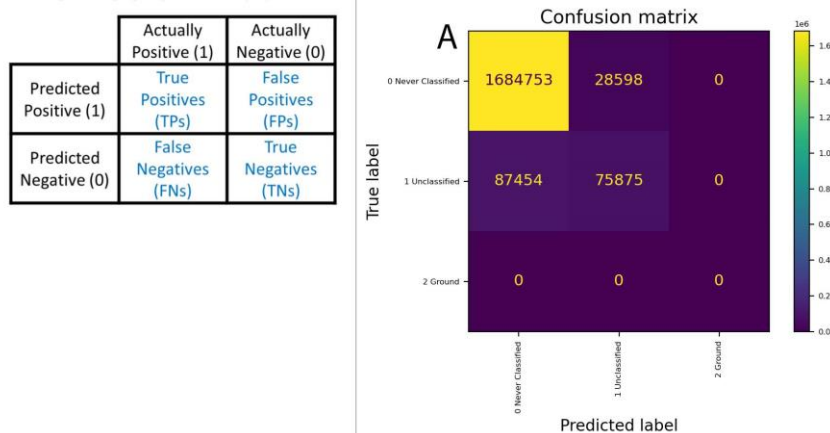 Actually
Positive (1)
Actually
Negative (0)
Predicted
Positive (1)
True
Positives
(TPs)
False
Positives
(FPs)
Predicted
Negative (0)
False
Negatives
(FNs)
True
Negatives
(TNs)
A
Confusion matrix
1e6
0 Never Classified
1684753
28598
0
1 Unclassified
87454
75875
0
2 Ground
0
0
0
True label
0 Never Classified
1 Unclassified
2 Ground
Predicted label
1.6
1.4
1.2
1.0
0.8
0.6
0.4
0.2
0.0